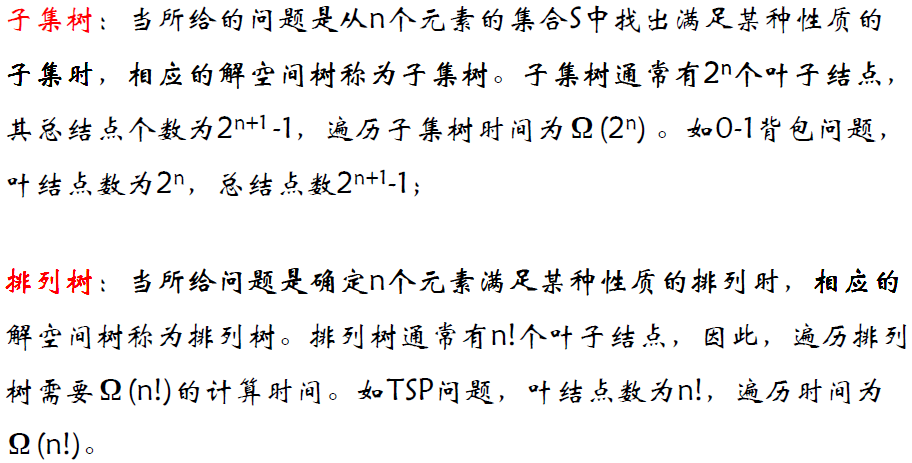 子集树：当所给的问题是从n个元素的集合S中找出满足某种性质的
子集时，相应的解空间树称为子集树。子集树通常有2ⁿ个叶子结点，
其总结点个数为2ⁿ⁺¹-1，遍历子集树时间为Ω(2ⁿ) 。如0-1背包问题，
叶结点数为2ⁿ，总结点数2ⁿ⁺¹-1；
排列树：当所给问题是确定n个元素满足某种性质的排列时，相应的
解空间树称为排列树。排列树通常有n!个叶子结点，因此，遍历排列
树需要Ω(n!)的计算时间。如TSP问题，叶结点数为n!，遍历时间为
Ω(n!)。